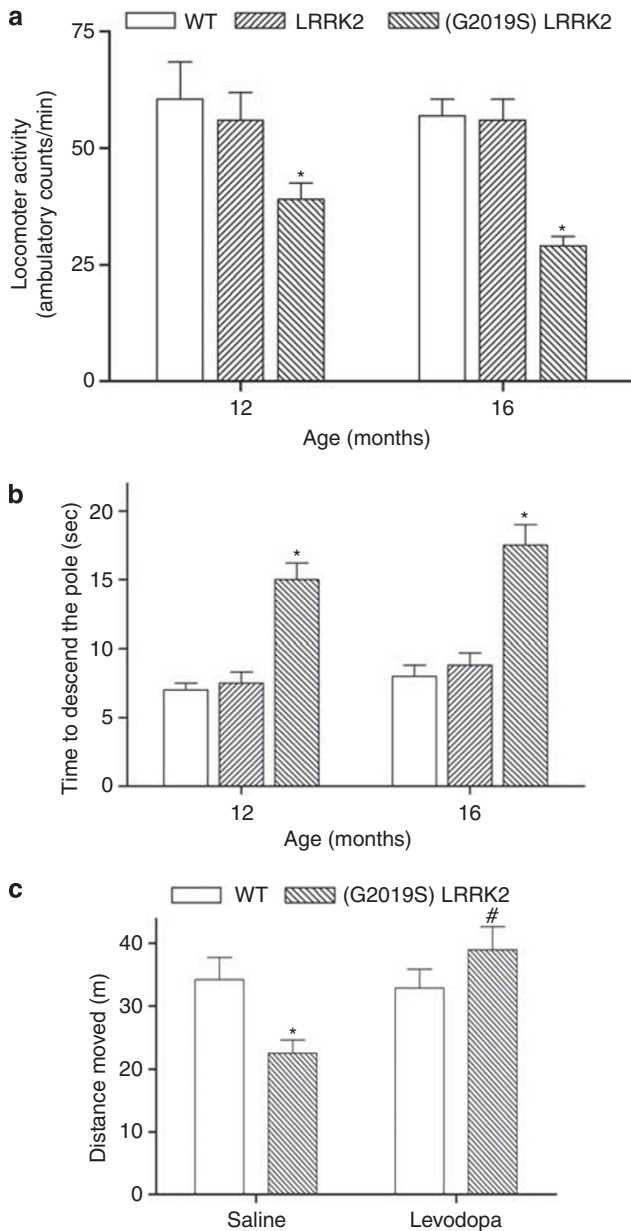 a
WT LRRK2 (G2019S) LRRK2
75
50
25
0
Locomoter activity
(ambulatory counts/min)
*
*
12 16
Age (months)
b
20
15
10
5
0
Time to descend the pole (sec)
*
*
12 16
Age (months)
c
WT (G2019S) LRRK2
40
30
20
10
0
Distance moved (m)
*
#
Saline Levodopa